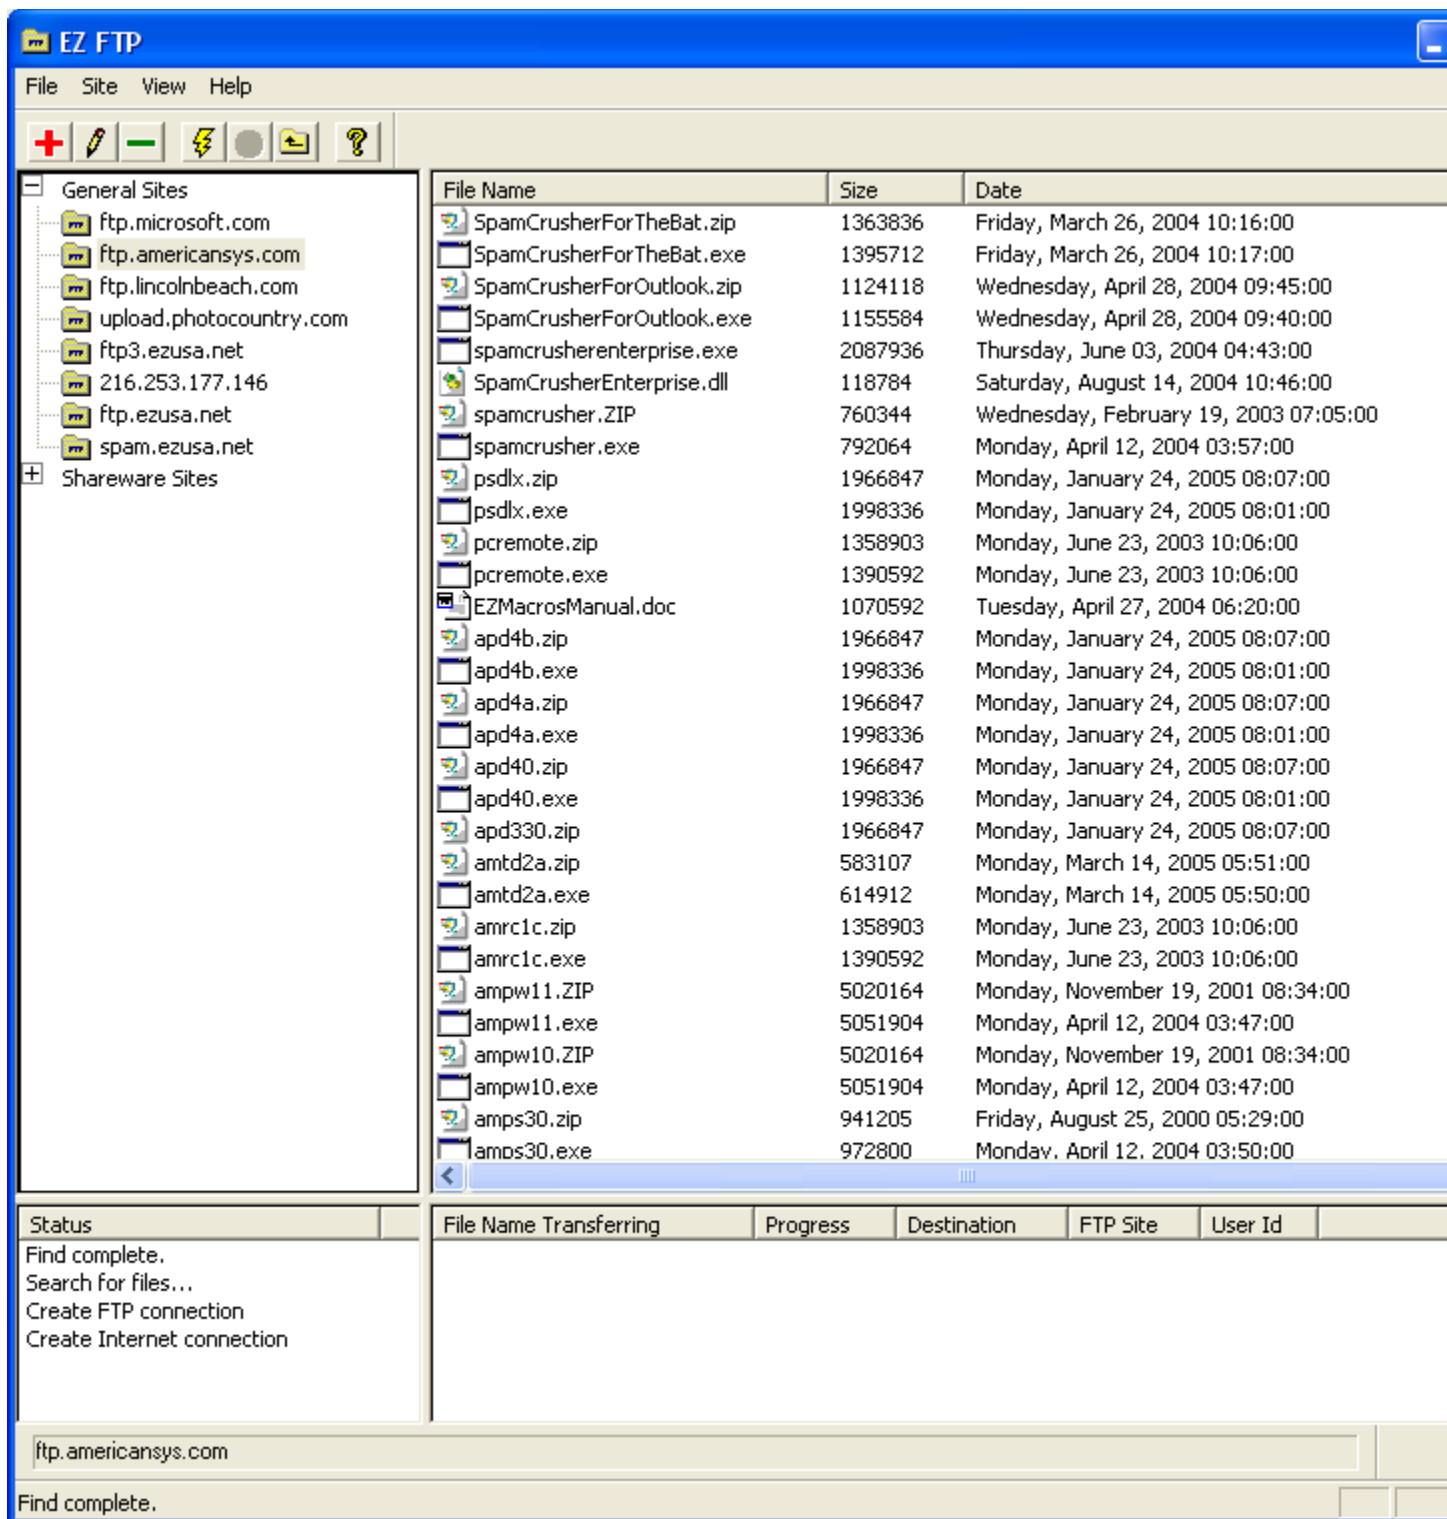 EZ FTP
File Site View Help
General Sites
ftp.microsoft.com
ftp.americansys.com
ftp.lincolnbeach.com
upload.photocountry.com
ftp3.ezusa.net
216.253.177.146
ftp.ezusa.net
spam.ezusa.net
Shareware Sites
File Name Size Date
SpamCrusherForTheBat.zip 1363836 Friday, March 26, 2004 10:16:00
SpamCrusherForTheBat.exe 1395712 Friday, March 26, 2004 10:17:00
SpamCrusherForOutlook.zip 1124118 Wednesday, April 28, 2004 09:45:00
SpamCrusherForOutlook.exe 1155584 Wednesday, April 28, 2004 09:40:00
spamcrusherenterprise.exe 2087936 Thursday, June 03, 2004 04:43:00
SpamCrusherEnterprise.dll 118784 Saturday, August 14, 2004 10:46:00
spamcrusher.ZIP 760344 Wednesday, February 19, 2003 07:05:00
spamcrusher.exe 792064 Monday, April 12, 2004 03:57:00
psdlx.zip 1966847 Monday, January 24, 2005 08:07:00
psdlx.exe 1998336 Monday, January 24, 2005 08:01:00
pcremote.zip 1358903 Monday, June 23, 2003 10:06:00
pcremote.exe 1390592 Monday, June 23, 2003 10:06:00
EZMacrosManual.doc 1070592 Tuesday, April 27, 2004 06:20:00
apd4b.zip 1966847 Monday, January 24, 2005 08:07:00
apd4b.exe 1998336 Monday, January 24, 2005 08:01:00
apd4a.zip 1966847 Monday, January 24, 2005 08:07:00
apd4a.exe 1998336 Monday, January 24, 2005 08:01:00
apd40.zip 1966847 Monday, January 24, 2005 08:07:00
apd40.exe 1998336 Monday, January 24, 2005 08:01:00
apd330.zip 1966847 Monday, January 24, 2005 08:07:00
amtd2a.zip 583107 Monday, March 14, 2005 05:51:00
amtd2a.exe 614912 Monday, March 14, 2005 05:50:00
amrc1c.zip 1358903 Monday, June 23, 2003 10:06:00
amrc1c.exe 1390592 Monday, June 23, 2003 10:06:00
ampw11.ZIP 5020164 Monday, November 19, 2001 08:34:00
ampw11.exe 5051904 Monday, April 12, 2004 03:47:00
ampw10.ZIP 5020164 Monday, November 19, 2001 08:34:00
ampw10.exe 5051904 Monday, April 12, 2004 03:47:00
amps30.zip 941205 Friday, August 25, 2000 05:29:00
amps30.exe 972800 Monday, April 12, 2004 03:50:00
Status
Find complete.
Search for files...
Create FTP connection
Create Internet connection
File Name Transferring Progress Destination FTP Site User Id
ftp.americansys.com
Find complete.